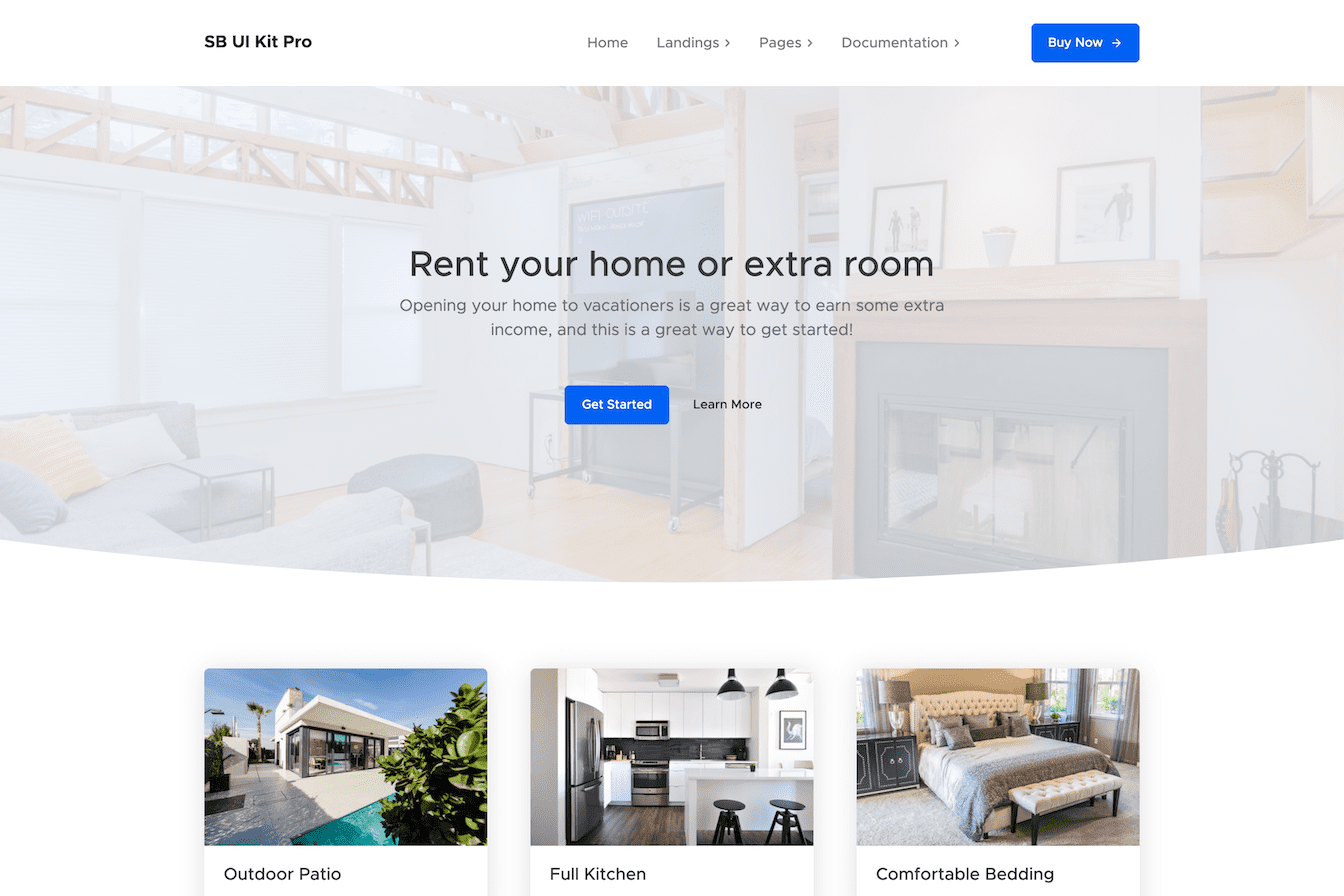 SB UI Kit Pro
Home
Landings
Pages
Documentation
Buy Now
WIFI OUTSITE
Rent your home or extra room
Opening your home to vacationers is a great way to earn some extra
income, and this is a great way to get started!
Get Started
Learn More
Outdoor Patio
Full Kitchen
Comfortable Bedding